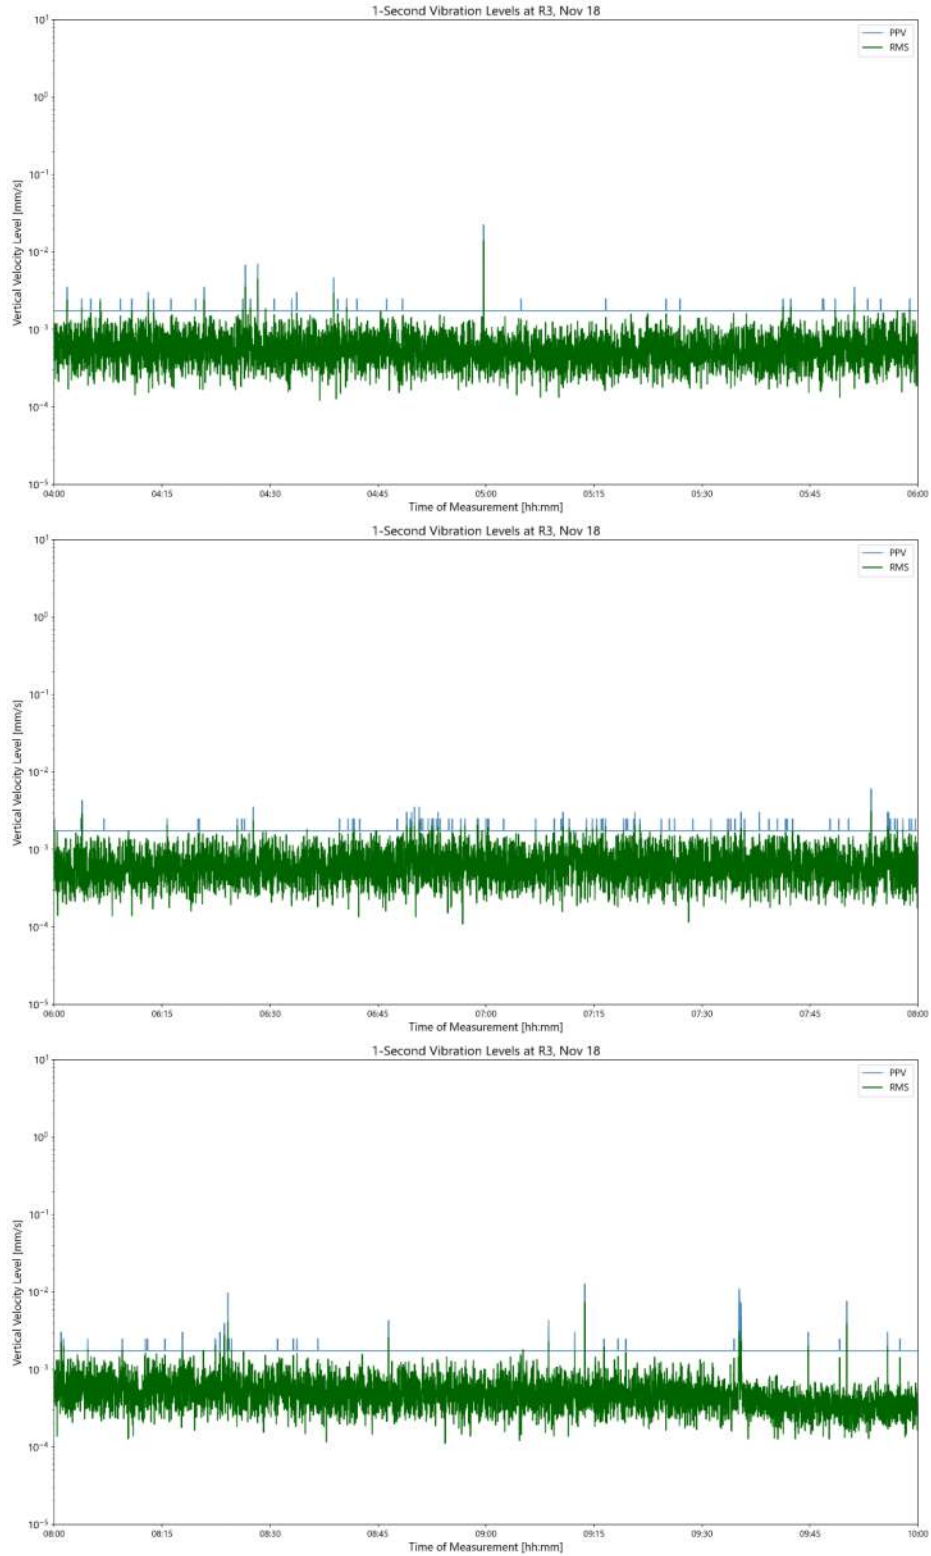 1-Second Vibration Levels at R3, Nov 18
10¹
PPV
RMS
10⁰
10⁻¹
10⁻²
10⁻³
10⁻⁴
10⁻⁵
Vertical Velocity Level [mm/s]
04:00 04:15 04:30 04:45 05:00 05:15 05:30 05:45 06:00
Time of Measurement [hh:mm]
1-Second Vibration Levels at R3, Nov 18
10¹
PPV
RMS
10⁰
10⁻¹
10⁻²
10⁻³
10⁻⁴
10⁻⁵
Vertical Velocity Level [mm/s]
06:00 06:15 06:30 06:45 07:00 07:15 07:30 07:45 08:00
Time of Measurement [hh:mm]
1-Second Vibration Levels at R3, Nov 18
10¹
PPV
RMS
10⁰
10⁻¹
10⁻²
10⁻³
10⁻⁴
10⁻⁵
Vertical Velocity Level [mm/s]
08:00 08:15 08:30 08:45 09:00 09:15 09:30 09:45 10:00
Time of Measurement [hh:mm]